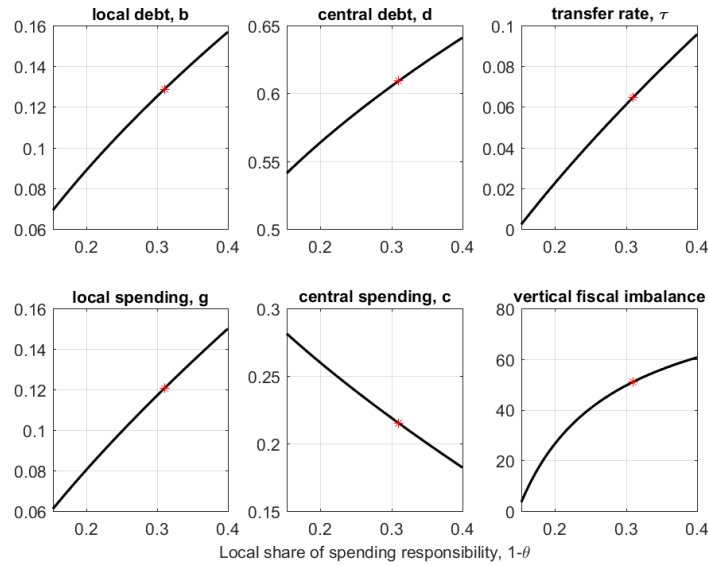 local debt, b
0.16
0.14
0.12
0.1
0.08
0.06
0.2 0.3 0.4
central debt, d
0.65
0.6
0.55
0.5
0.2 0.3 0.4
transfer rate, τ
0.1
0.08
0.06
0.04
0.02
0
0.2 0.3 0.4
local spending, g
0.16
0.14
0.12
0.1
0.08
0.06
0.2 0.3 0.4
central spending, c
0.3
0.25
0.2
0.15
0.2 0.3 0.4
vertical fiscal imbalance
80
60
40
20
0
0.2 0.3 0.4
Local share of spending responsibility, 1-θ